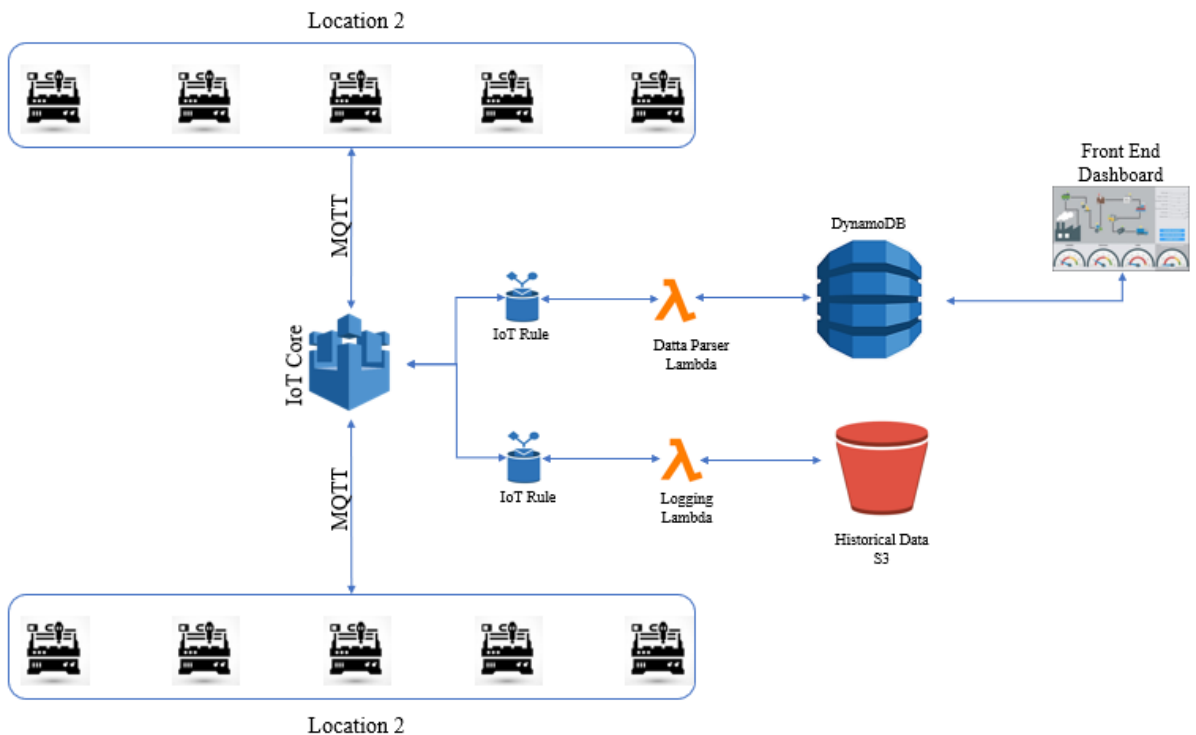 Location 2
MQTT
Front End
Dashboard
DynamoDB
IoT Core
IoT Rule
Datta Parser
Lambda
IoT Rule
Logging
Lambda
Historical Data
S3
MQTT
Location 2